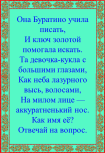 Она Буратино учила
писать,
И ключ золотой
помогала искать.
Та девочка-кукла с
большими глазами,
Как неба лазурного
высь, волосами,
На милом лице —
аккуратненький нос.
Как имя её?
Отвечай на вопрос.